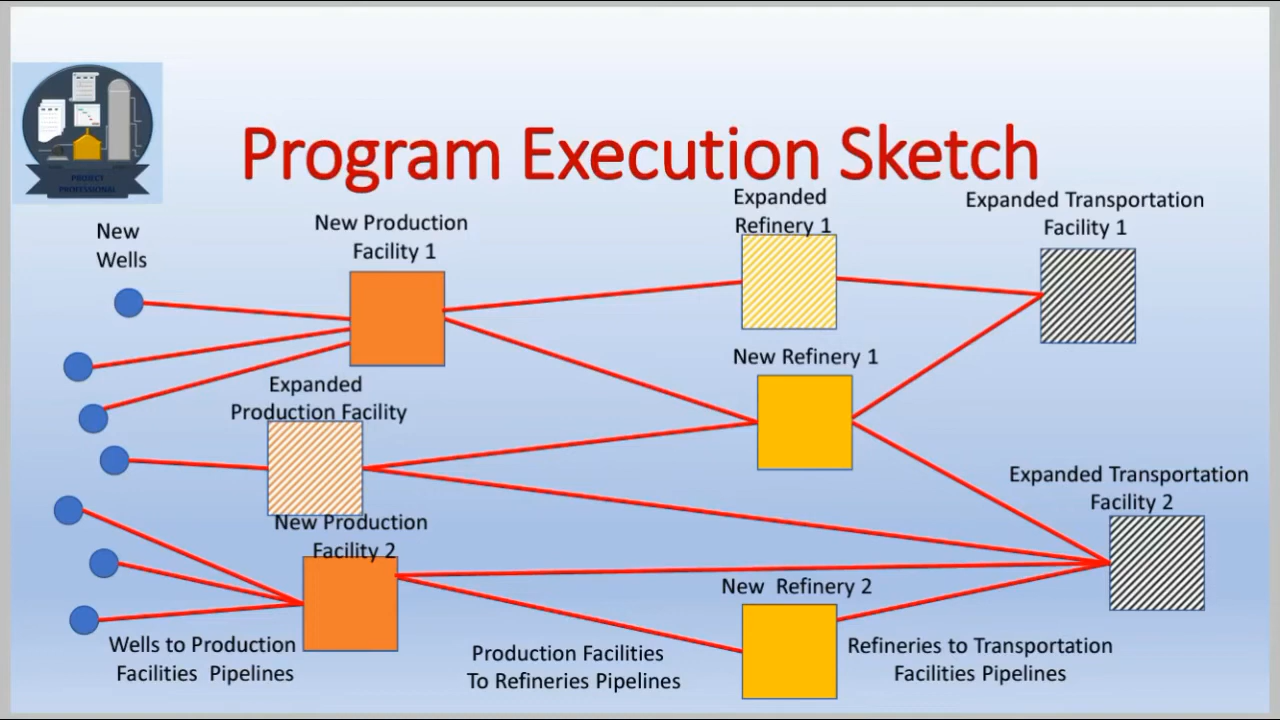 PROJECT
PROFESSIONAL
Program Execution Sketch
New
Wells
New Production
Facility 1
Expanded
Refinery 1
Expanded Transportation
Facility 1
New Refinery 1
Expanded
Production Facility
Expanded Transportation
Facility 2
New Production
Facility 2
New  Refinery 2
Wells to Production
Facilities  Pipelines
Production Facilities
To Refineries Pipelines
Refineries to Transportation
Facilities Pipelines